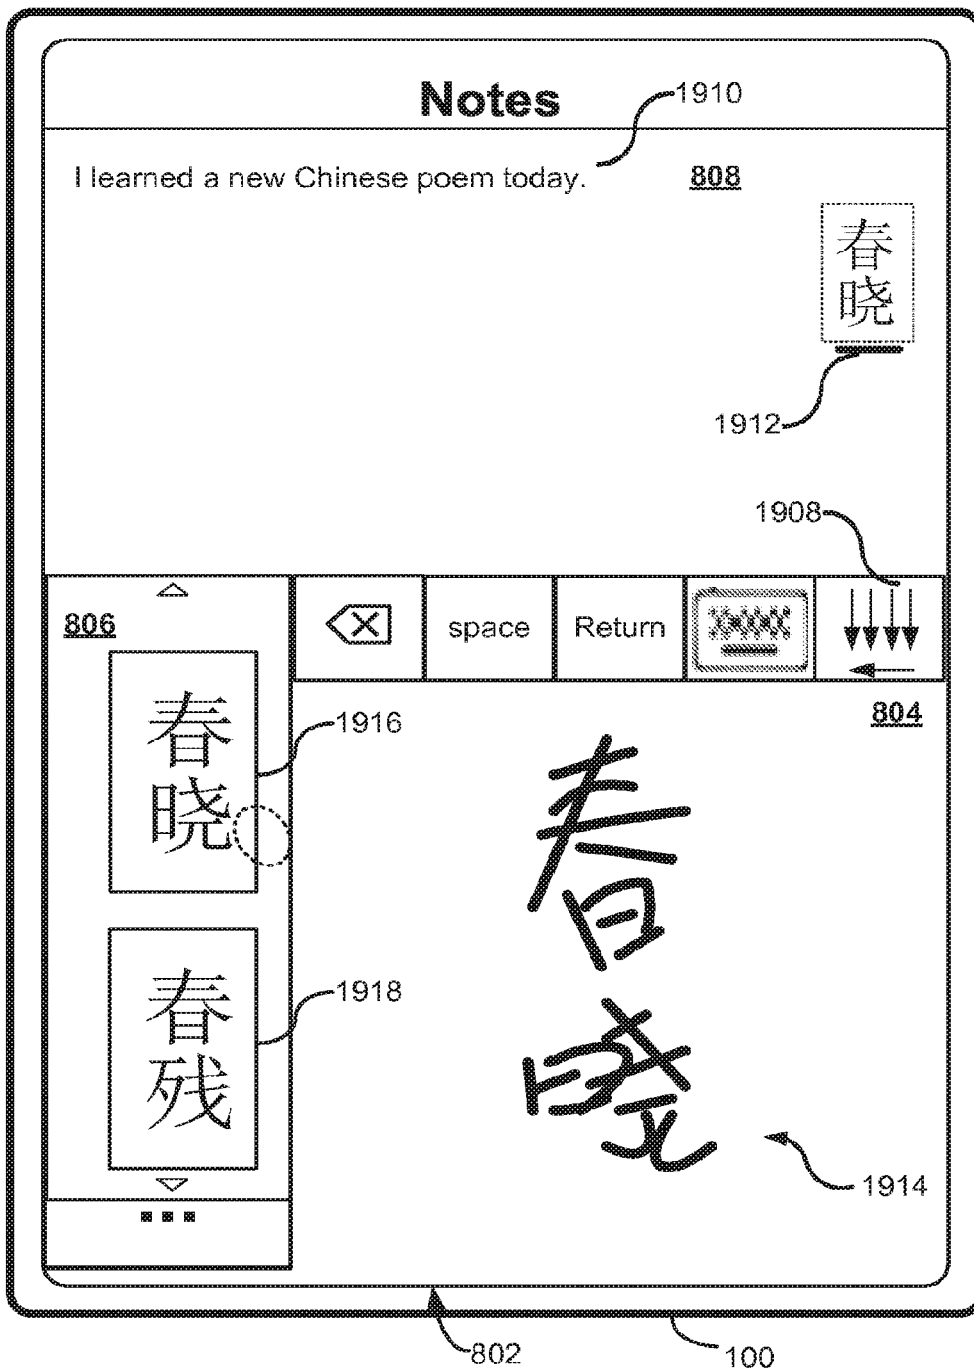 Notes
1910
I learned a new Chinese poem today.
808
春晓
1912
1908
806
space
Return
804
春晓
1916
春晓
春残
1918
1914
802
100